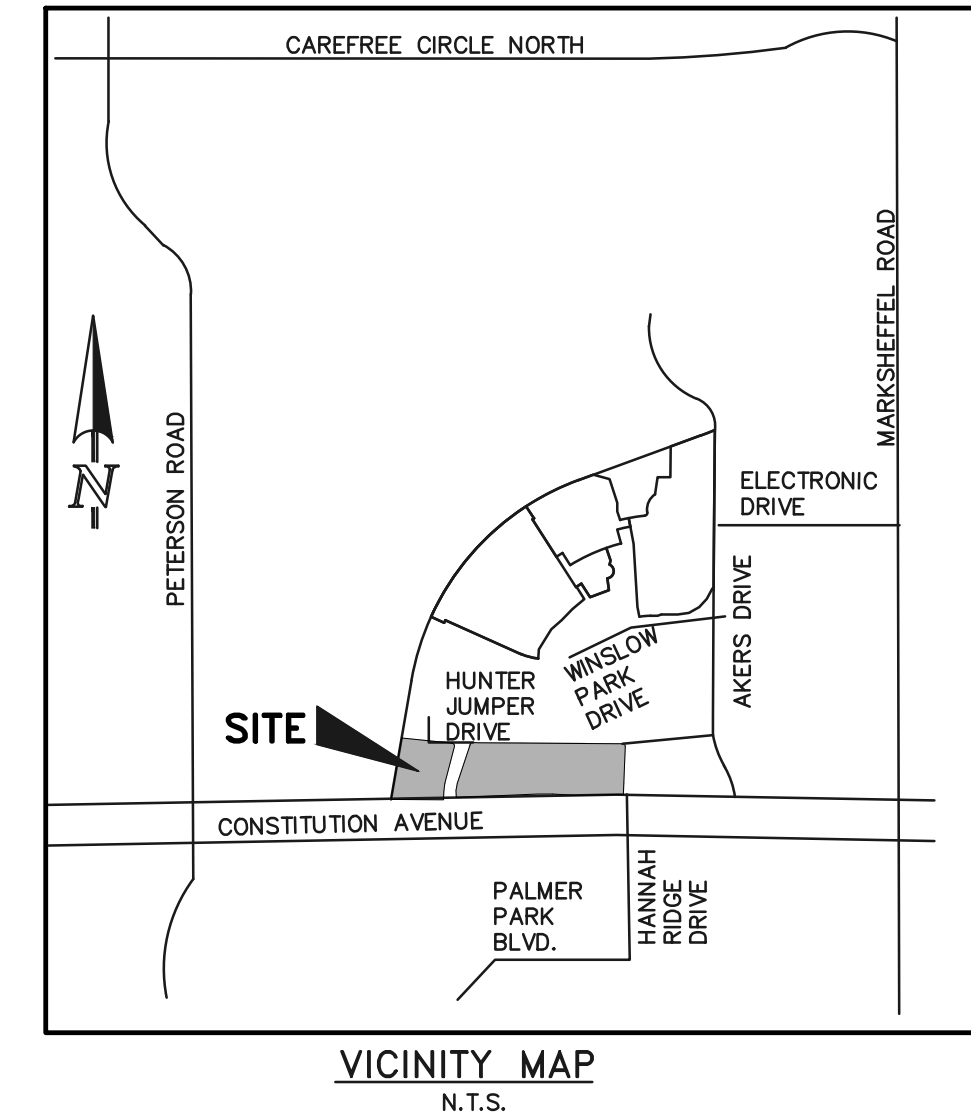 CAREFREE CIRCLE NORTH
MARKSHEFFEL ROAD
PETERSON ROAD
N
ELECTRONIC
DRIVE
AKERS DRIVE
WINSLOW
PARK
DRIVE
HUNTER
JUMPER
DRIVE
SITE
CONSTITUTION AVENUE
PALMER
PARK
BLVD.
HANNAH
RIDGE
DRIVE
VICINITY MAP
N.T.S.